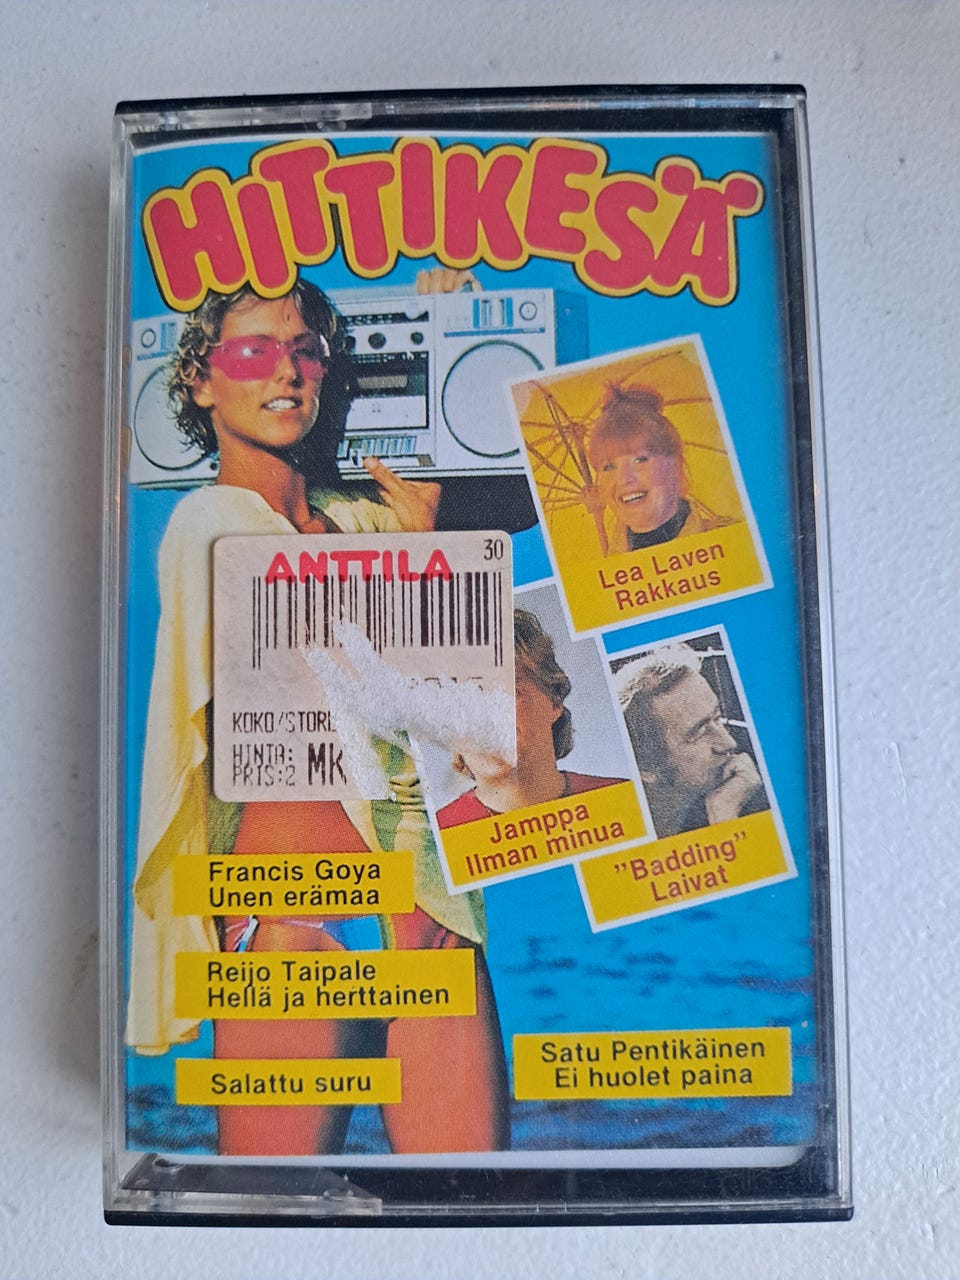 HITTIKESÄ
Lea Laven
Rakkaus
ANTTILA 30
KOKO/STORL
HINTA: MK
PRIS:2
Jamppa
Ilman minua
"Badding"
Laivat
Francis Goya
Unen erämaa
Reijo Taipale
Hellä ja herttainen
Salattu suru
Satu Pentikäinen
Ei huolet paina